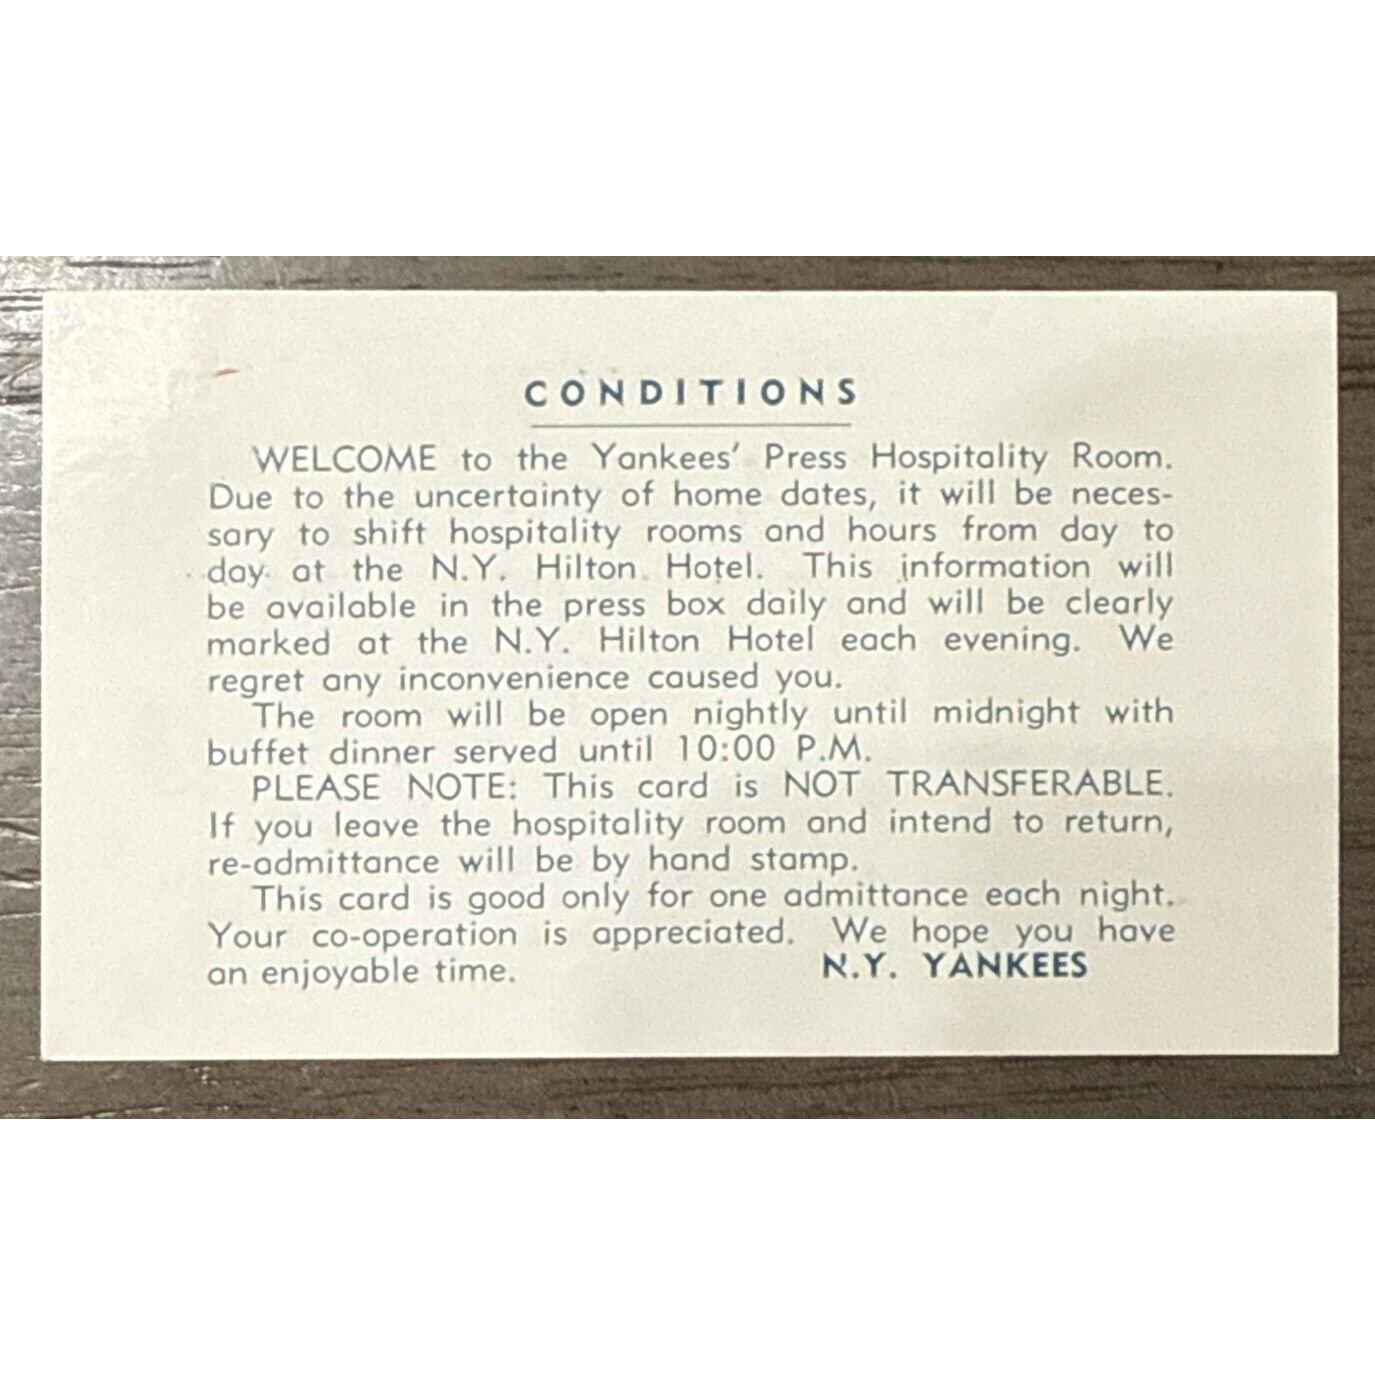 CONDITIONS
WELCOME to the Yankees' Press Hospitality Room.
Due to the uncertainty of home dates, it will be neces-
sary to shift hospitality rooms and hours from day to
day at the N.Y. Hilton Hotel. This information will
be available in the press box daily and will be clearly
marked at the N.Y. Hilton Hotel each evening. We
regret any inconvenience caused you.
The room will be open nightly until midnight with
buffet dinner served until 10:00 P.M.
PLEASE NOTE: This card is NOT TRANSFERABLE.
If you leave the hospitality room and intend to return,
re-admittance will be by hand stamp.
This card is good only for one admittance each night.
Your co-operation is appreciated. We hope you have
an enjoyable time. N.Y. YANKEES